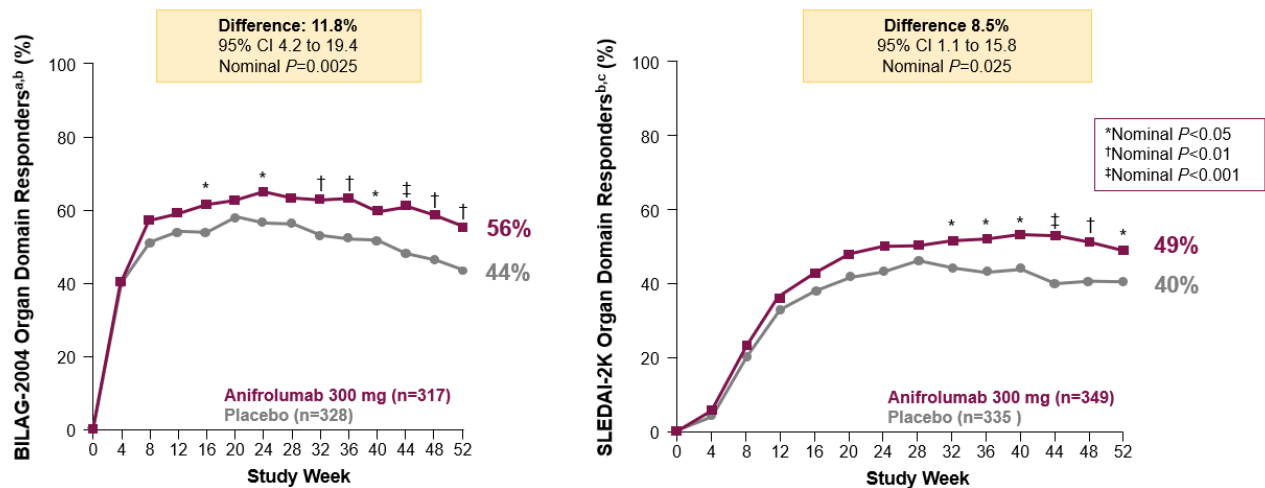 Difference: 11.8%
95% CI 4.2 to 19.4
Nominal P=0.0025
BILAG-2004 Organ Domain Responders^a,b (%)
100
80
60
40
20
0
* * † † * ‡ † †
56%
44%
Anifrolumab 300 mg (n=317)
Placebo (n=328)
0 4 8 12 16 20 24 28 32 36 40 44 48 52
Study Week
Difference 8.5%
95% CI 1.1 to 15.8
Nominal P=0.025
SLEDAI-2K Organ Domain Responders^b,c (%)
100
80
60
40
20
0
*Nominal P<0.05
†Nominal P<0.01
‡Nominal P<0.001
* * * ‡ † *
49%
40%
Anifrolumab 300 mg (n=349)
Placebo (n=335 )
0 4 8 12 16 20 24 28 32 36 40 44 48 52
Study Week